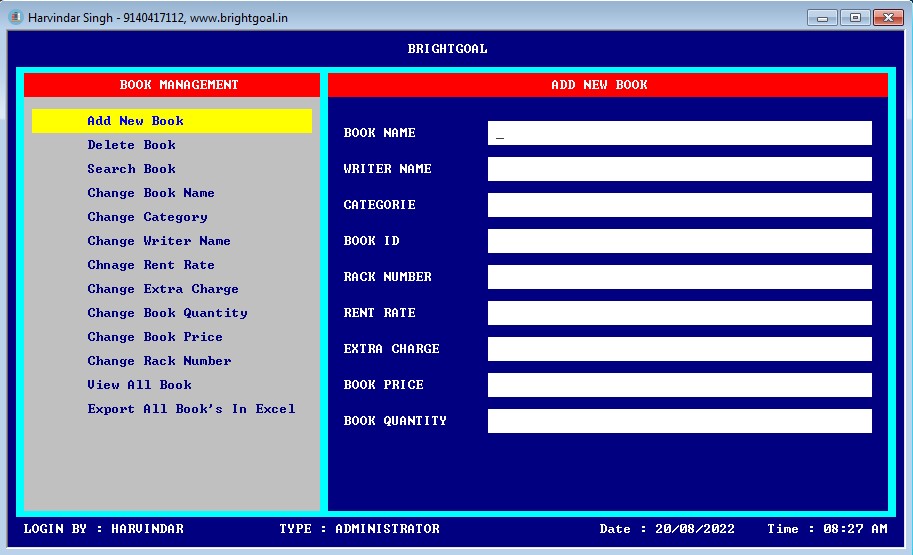 Harvindar Singh - 9140417112, www.brightgoal.in
BRIGHTGOAL
BOOK MANAGEMENT
Add New Book
Delete Book
Search Book
Change Book Name
Change Category
Change Writer Name
Chnage Rent Rate
Change Extra Charge
Change Book Quantity
Change Book Price
Change Rack Number
View All Book
Export All Book's In Excel
ADD NEW BOOK
BOOK NAME _
WRITER NAME
CATEGORIE
BOOK ID
RACK NUMBER
RENT RATE
EXTRA CHARGE
BOOK PRICE
BOOK QUANTITY
LOGIN BY : HARVINDAR TYPE : ADMINISTRATOR Date : 20/08/2022 Time : 08:27 AM